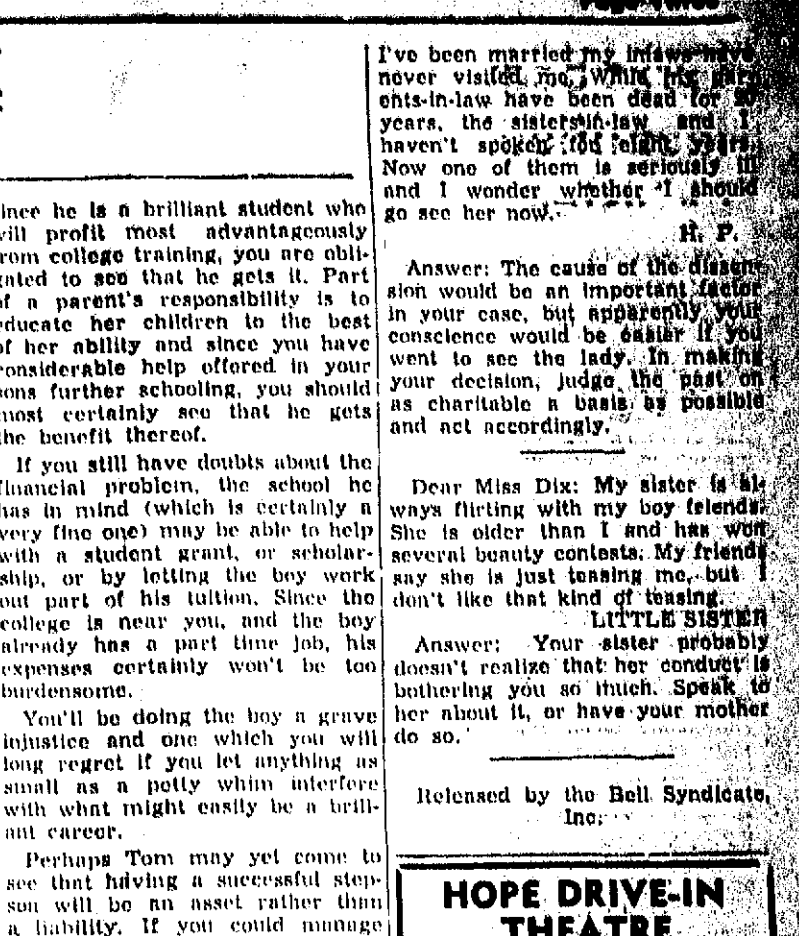 ince he is a brilliant student who
will profit most advantageously
rom college training, you are obli-
gated to see that he gets it. Part
of a parent's responsibility is to
educate her children to the best
of her ability and since you have
considerable help offered in your
sons further schooling, you should
most certainly see that he gets
the benefit thereof.
If you still have doubts about the
financial problem, the school he
has in mind (which is certainly a
very fine one) may be able to help
with a student grant, or scholar-
ship, or by letting the boy work
out part of his tuition. Since the
college is near you, and the boy
already has a part time job, his
expenses certainly won't be too
burdensome.
You'll be doing the boy a grave
injustice and one which you will
long regret if you let anything as
small as a petty whim interfere
with what might easily be a brill-
ant career.
Perhaps Tom may yet come to
see that having a successful step-
son will be an asset rather than
a liability. If you could manage
I've been married my inlaws have
never visited me. While my par-
ents-in-law have been dead for
years, the sisters-in-law and I
haven't spoken for eight years.
Now one of them is seriously ill
and I wonder whether I should
go see her now.
H. P.
Answer: The cause of the dissen-
sion would be an important factor
in your case, but apparently your
conscience would be easier if you
went to see the lady. In making
your decision, judge the past on
as charitable a basis as possible
and act accordingly.
Dear Miss Dix: My sister is al-
ways flirting with my boy friends.
She is older than I and has won
several beauty contests. My friends
say she is just teasing me, but I
don't like that kind of teasing.
LITTLE SISTER
Answer: Your sister probably
doesn't realize that her conduct is
bothering you so much. Speak to
her about it, or have your mother
do so.
Released by the Bell Syndicate,
Inc.
HOPE DRIVE-IN
THEATRE